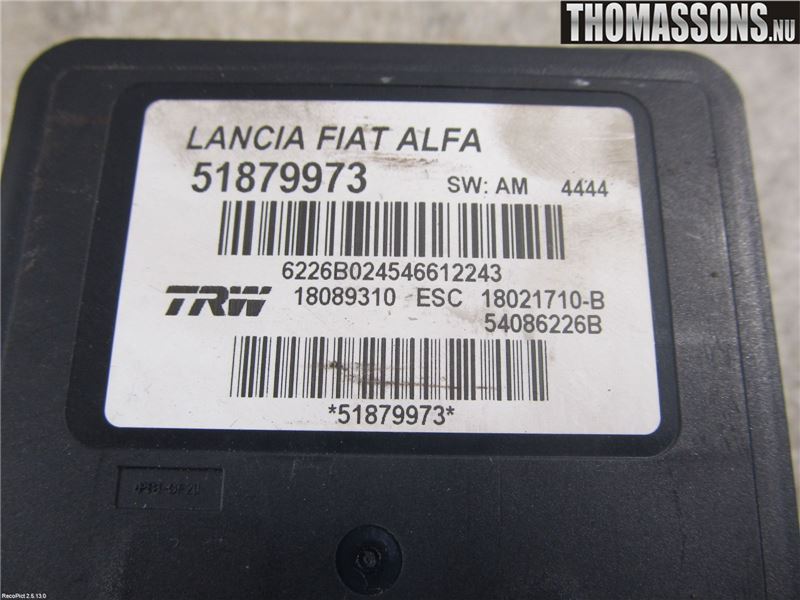 THOMASSONS.NU
LANCIA FIAT ALFA
51879973 SW: AM 4444
6226B024546612243
TRW 18089310 ESC 18021710-B
54086226B
*51879973*
RecoPict 2.5.13.0